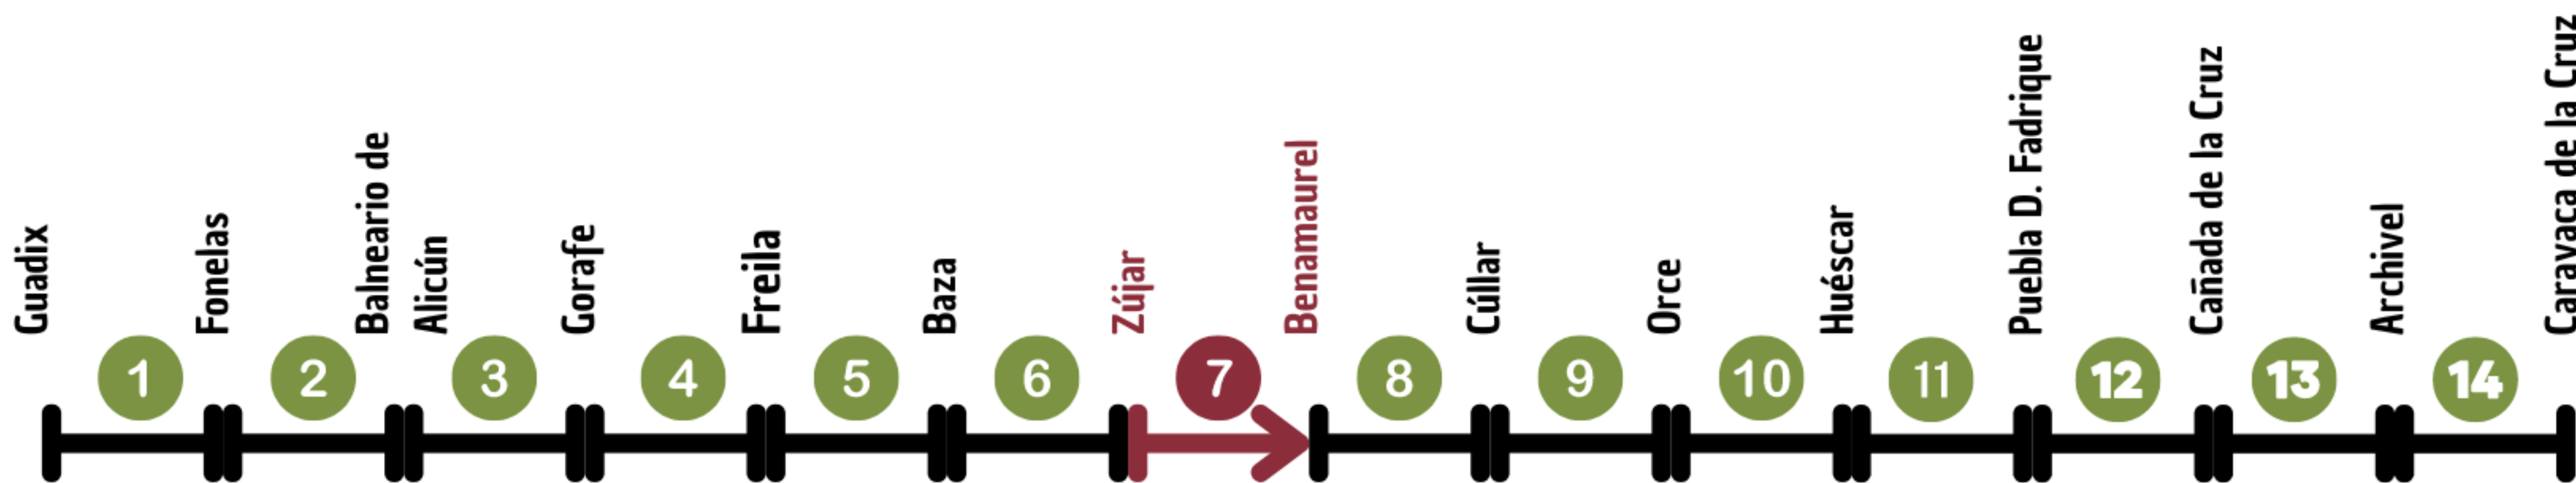 Guadix
Fonelas
Balneario de
Alicún
Gorafe
Freila
Baza
Zújar
Benamaurel
Cúllar
Orce
Huéscar
Puebla D. Fadrique
Cañada de la Cruz
Archivel
Caravaca de la Cruz
1
2
3
4
5
6
7
8
9
10
11
12
13
14